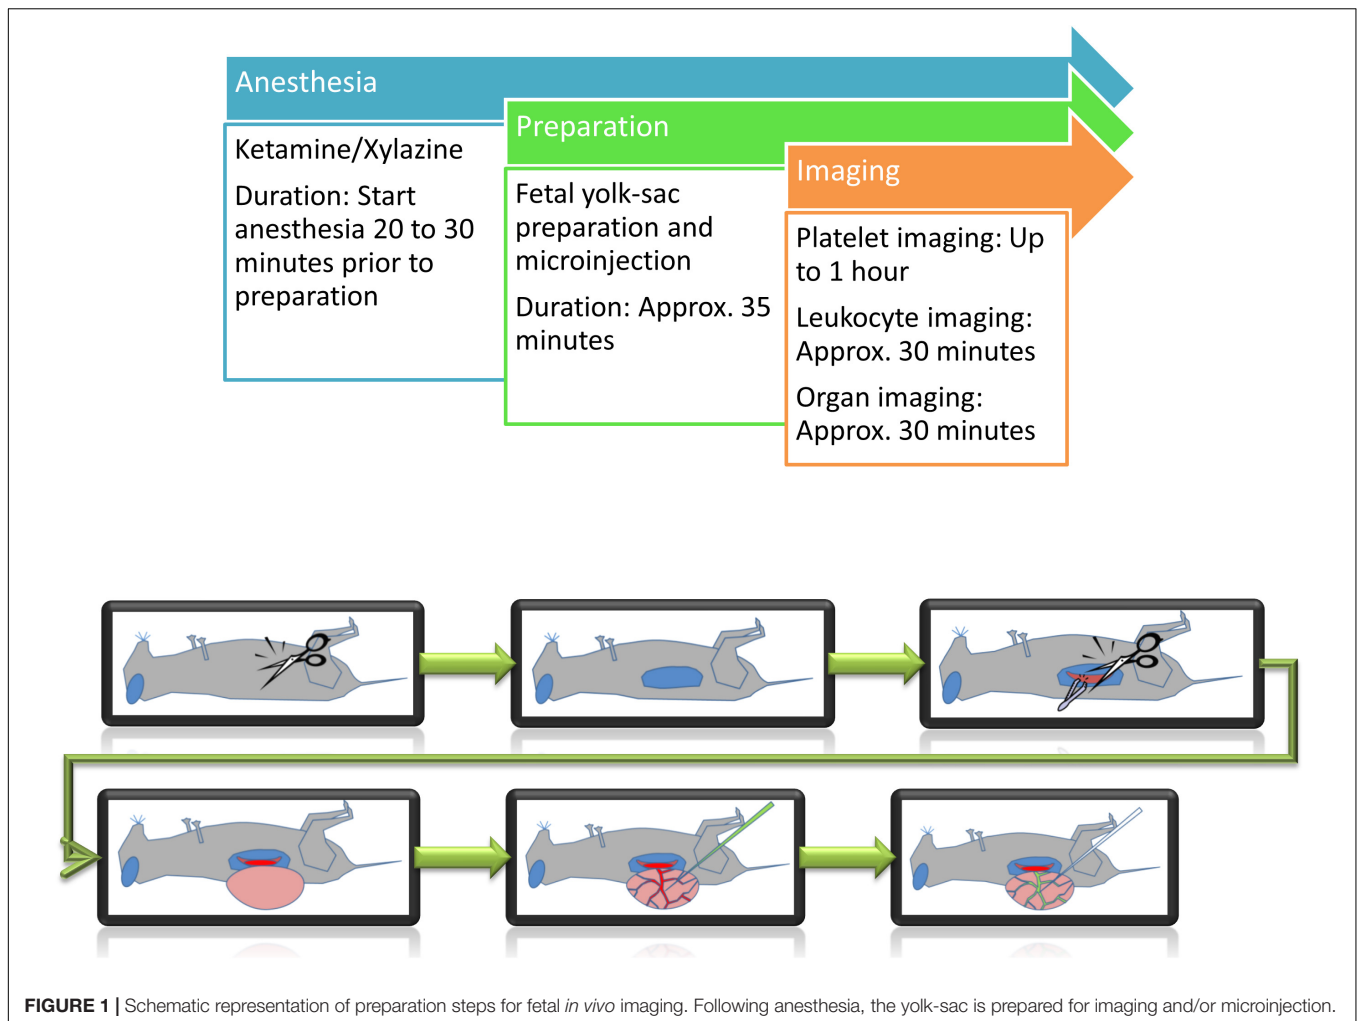 Anesthesia
Ketamine/Xylazine
Duration: Start
anesthesia 20 to 30
minutes prior to
preparation
Preparation
Fetal yolk-sac
preparation and
microinjection
Duration: Approx. 35
minutes
Imaging
Platelet imaging: Up
to 1 hour
Leukocyte imaging:
Approx. 30 minutes
Organ imaging:
Approx. 30 minutes
FIGURE 1 | Schematic representation of preparation steps for fetal in vivo imaging. Following anesthesia, the yolk-sac is prepared for imaging and/or microinjection.